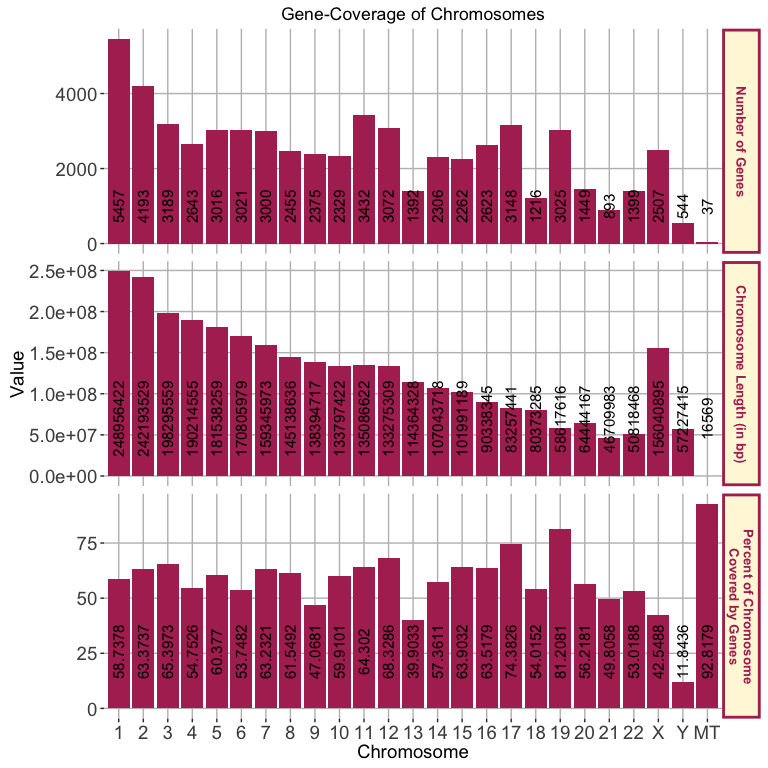 Gene-Coverage of Chromosomes
4000
2000
0
5457 4193 3189 2643 3016 3021 3000 2455 2375 2329 3432 3072 1392 2306 2262 2623 3148 1216 3025 1449 893 1399 2507 544 37
Number of Genes
Value
2.5e+08
2.0e+08
1.5e+08
1.0e+08
5.0e+07
0.0e+00
248956422 242193529 198295559 190214555 181538259 170805979 159345973 145138636 138394717 133797422 135086622 133275309 114364328 107043718 101991189 90338345 83257441 80373285 58617616 64444167 46709983 50818468 156040895 57227415 16569
Chromosome Length (in bp)
75
50
25
0
58.7378 63.3737 65.3973 54.7526 60.377 53.7482 63.2321 61.5492 47.0681 59.9101 64.302 68.3286 39.9033 57.3611 63.9032 63.5179 74.3826 54.0152 81.2081 56.2181 49.8058 53.0188 42.5488 11.8436 92.8179
Percent of Chromosome
Covered by Genes
1 2 3 4 5 6 7 8 9 10 11 12 13 14 15 16 17 18 19 20 21 22 X Y MT
Chromosome